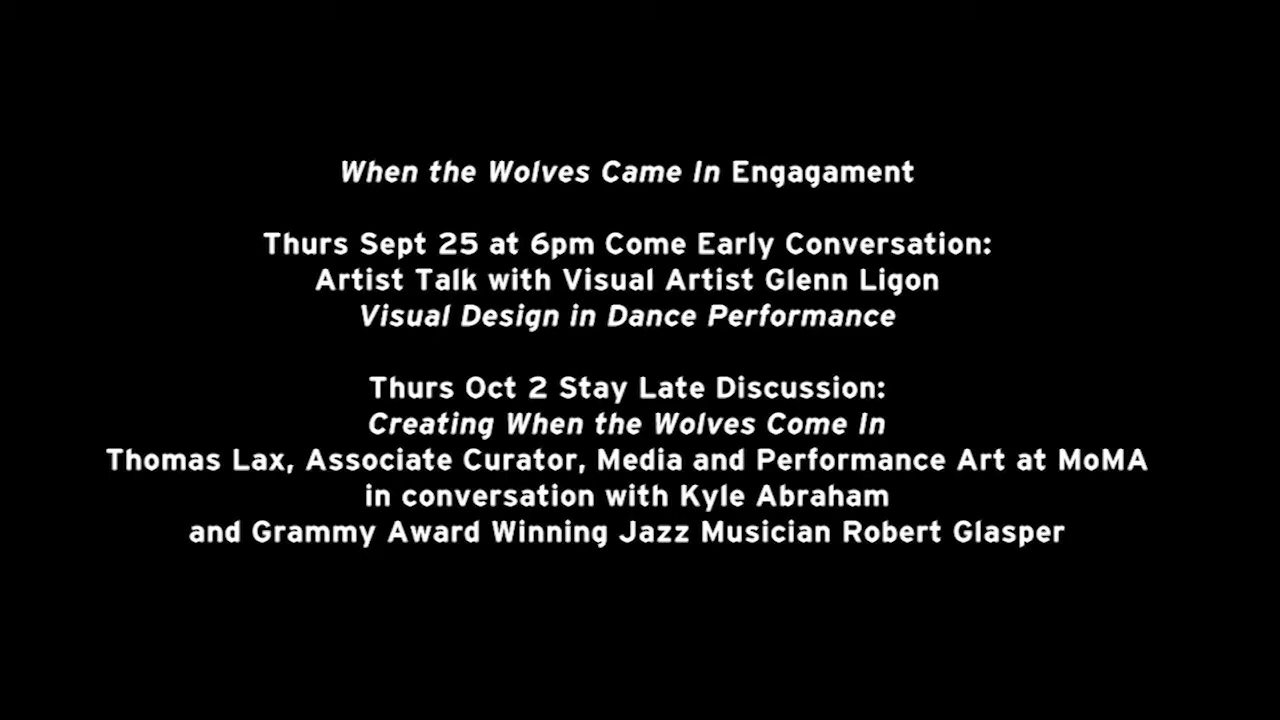 When the Wolves Came In Engagament
Thurs Sept 25 at 6pm Come Early Conversation:
Artist Talk with Visual Artist Glenn Ligon
Visual Design in Dance Performance
Thurs Oct 2 Stay Late Discussion:
Creating When the Wolves Come In
Thomas Lax, Associate Curator, Media and Performance Art at MoMA
in conversation with Kyle Abraham
and Grammy Award Winning Jazz Musician Robert Glasper